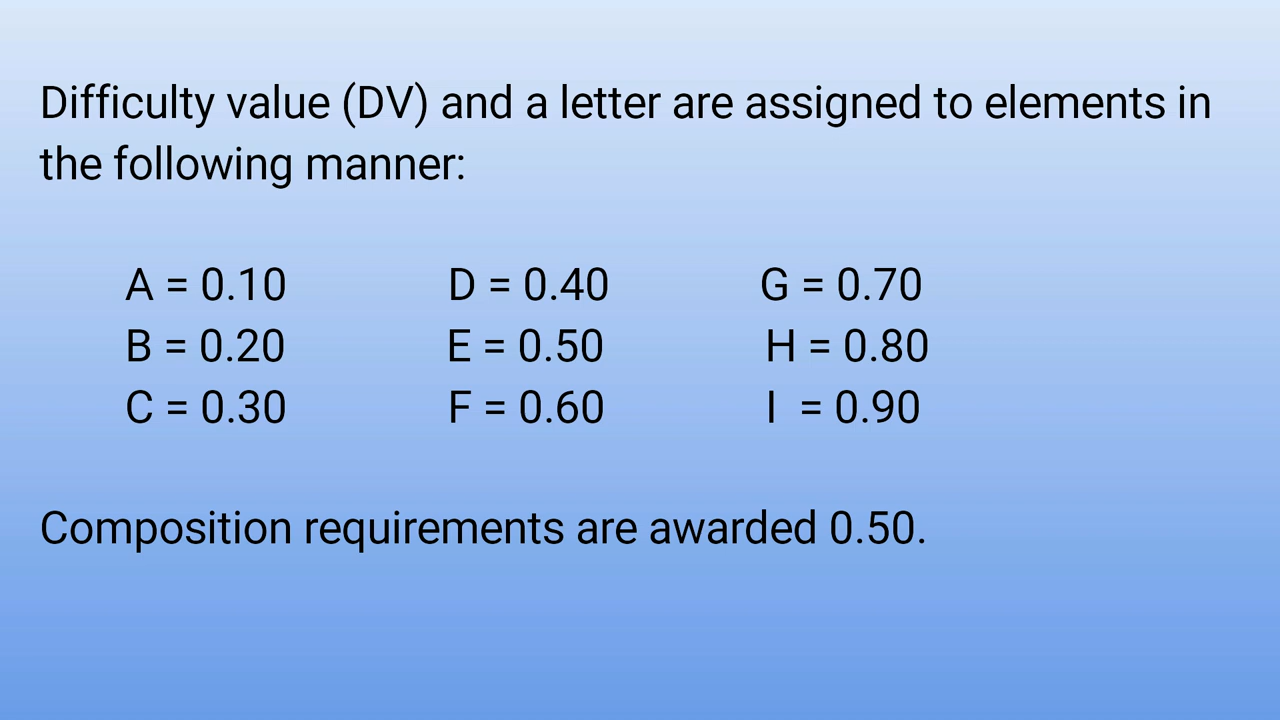 Difficulty value (DV) and a letter are assigned to elements in
the following manner:
A = 0.10 D = 0.40 G = 0.70
B = 0.20 E = 0.50 H = 0.80
C = 0.30 F = 0.60 I = 0.90
Composition requirements are awarded 0.50.